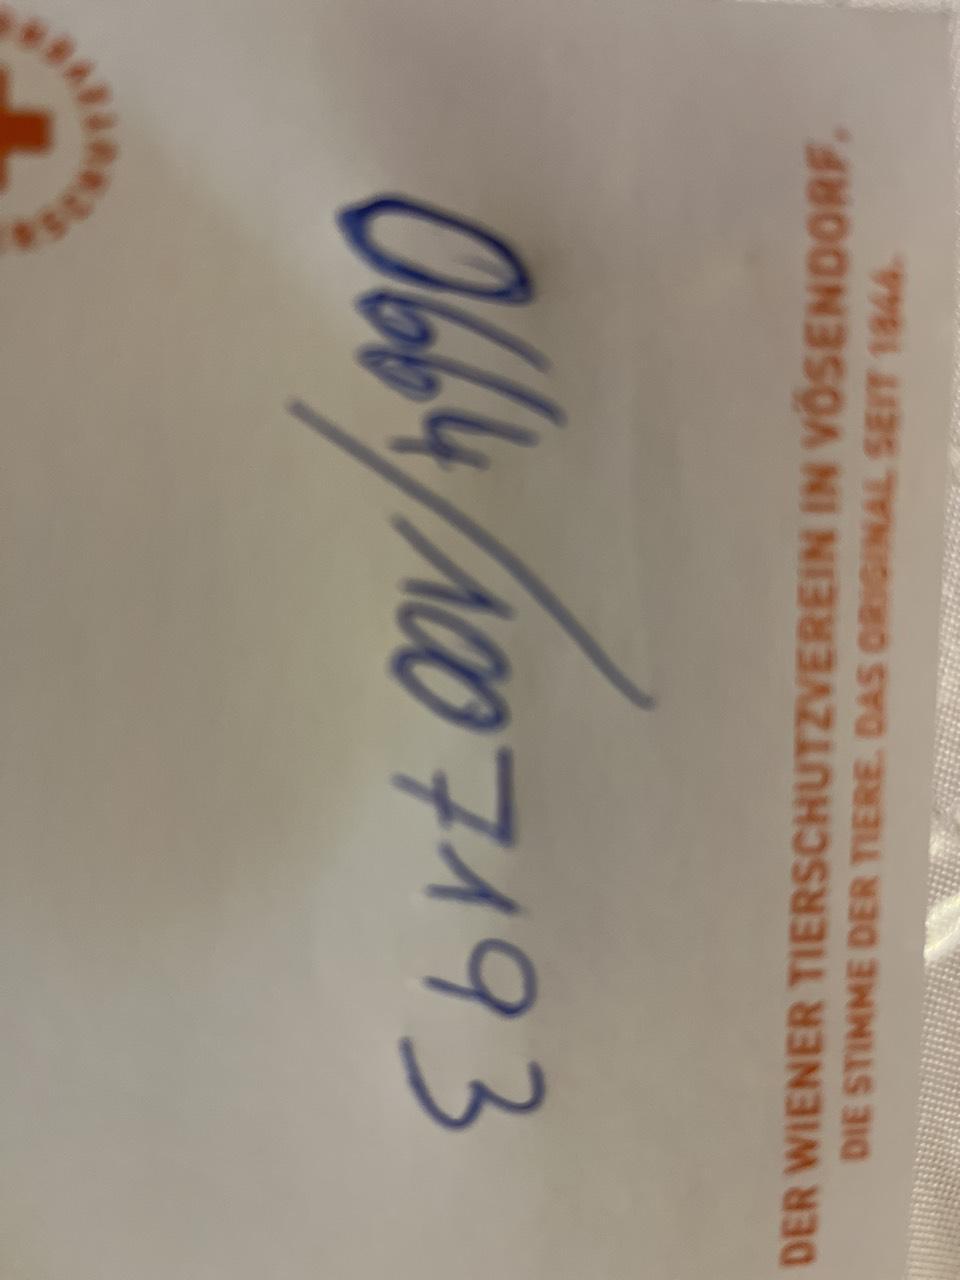 0664/1007193
DER WIENER TIERSCHUTZVEREIN IN VÖSENDORF.
DIE STIMME DER TIERE. DAS ORIGINAL SEIT 1846.